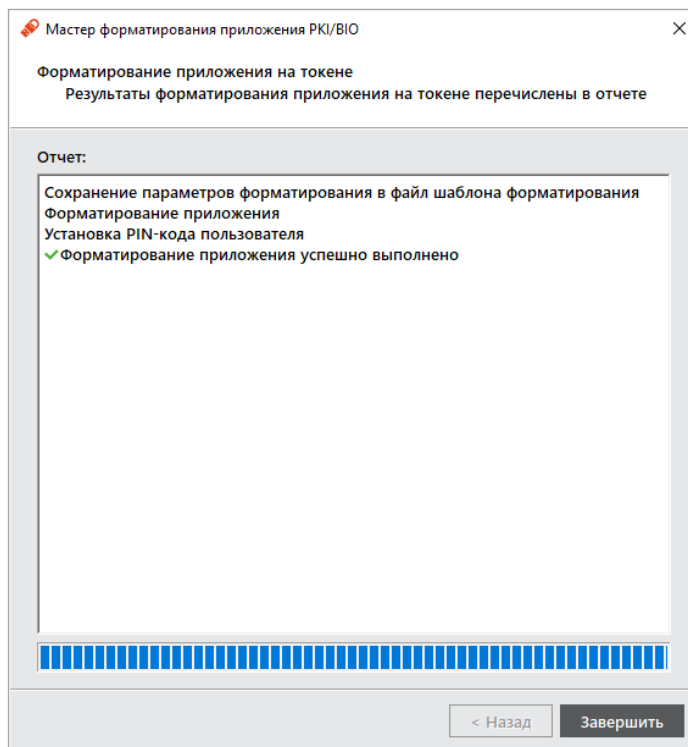 Мастер форматирования приложения PKI/BIO
Форматирование приложения на токене
Результаты форматирования приложения на токене перечислены в отчете
Отчет:
Сохранение параметров форматирования в файл шаблона форматирования
Форматирование приложения
Установка PIN-кода пользователя
Форматирование приложения успешно выполнено
< Назад
Завершить